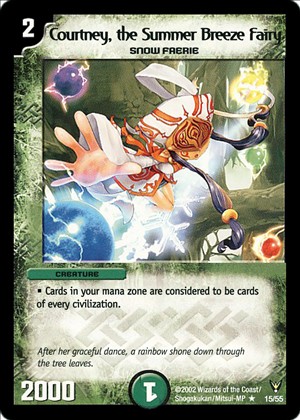 2
Courtney, the Summer Breeze Fairy
SNOW FAERIE
CREATURE
▪ Cards in your mana zone are considered to be cards
of every civilization.
After her graceful dance, a rainbow shone down through
the tree leaves.
2000
1
©2002 Wizards of the Coast/
Shogakukan/Mitsui-MP ★ 15/55